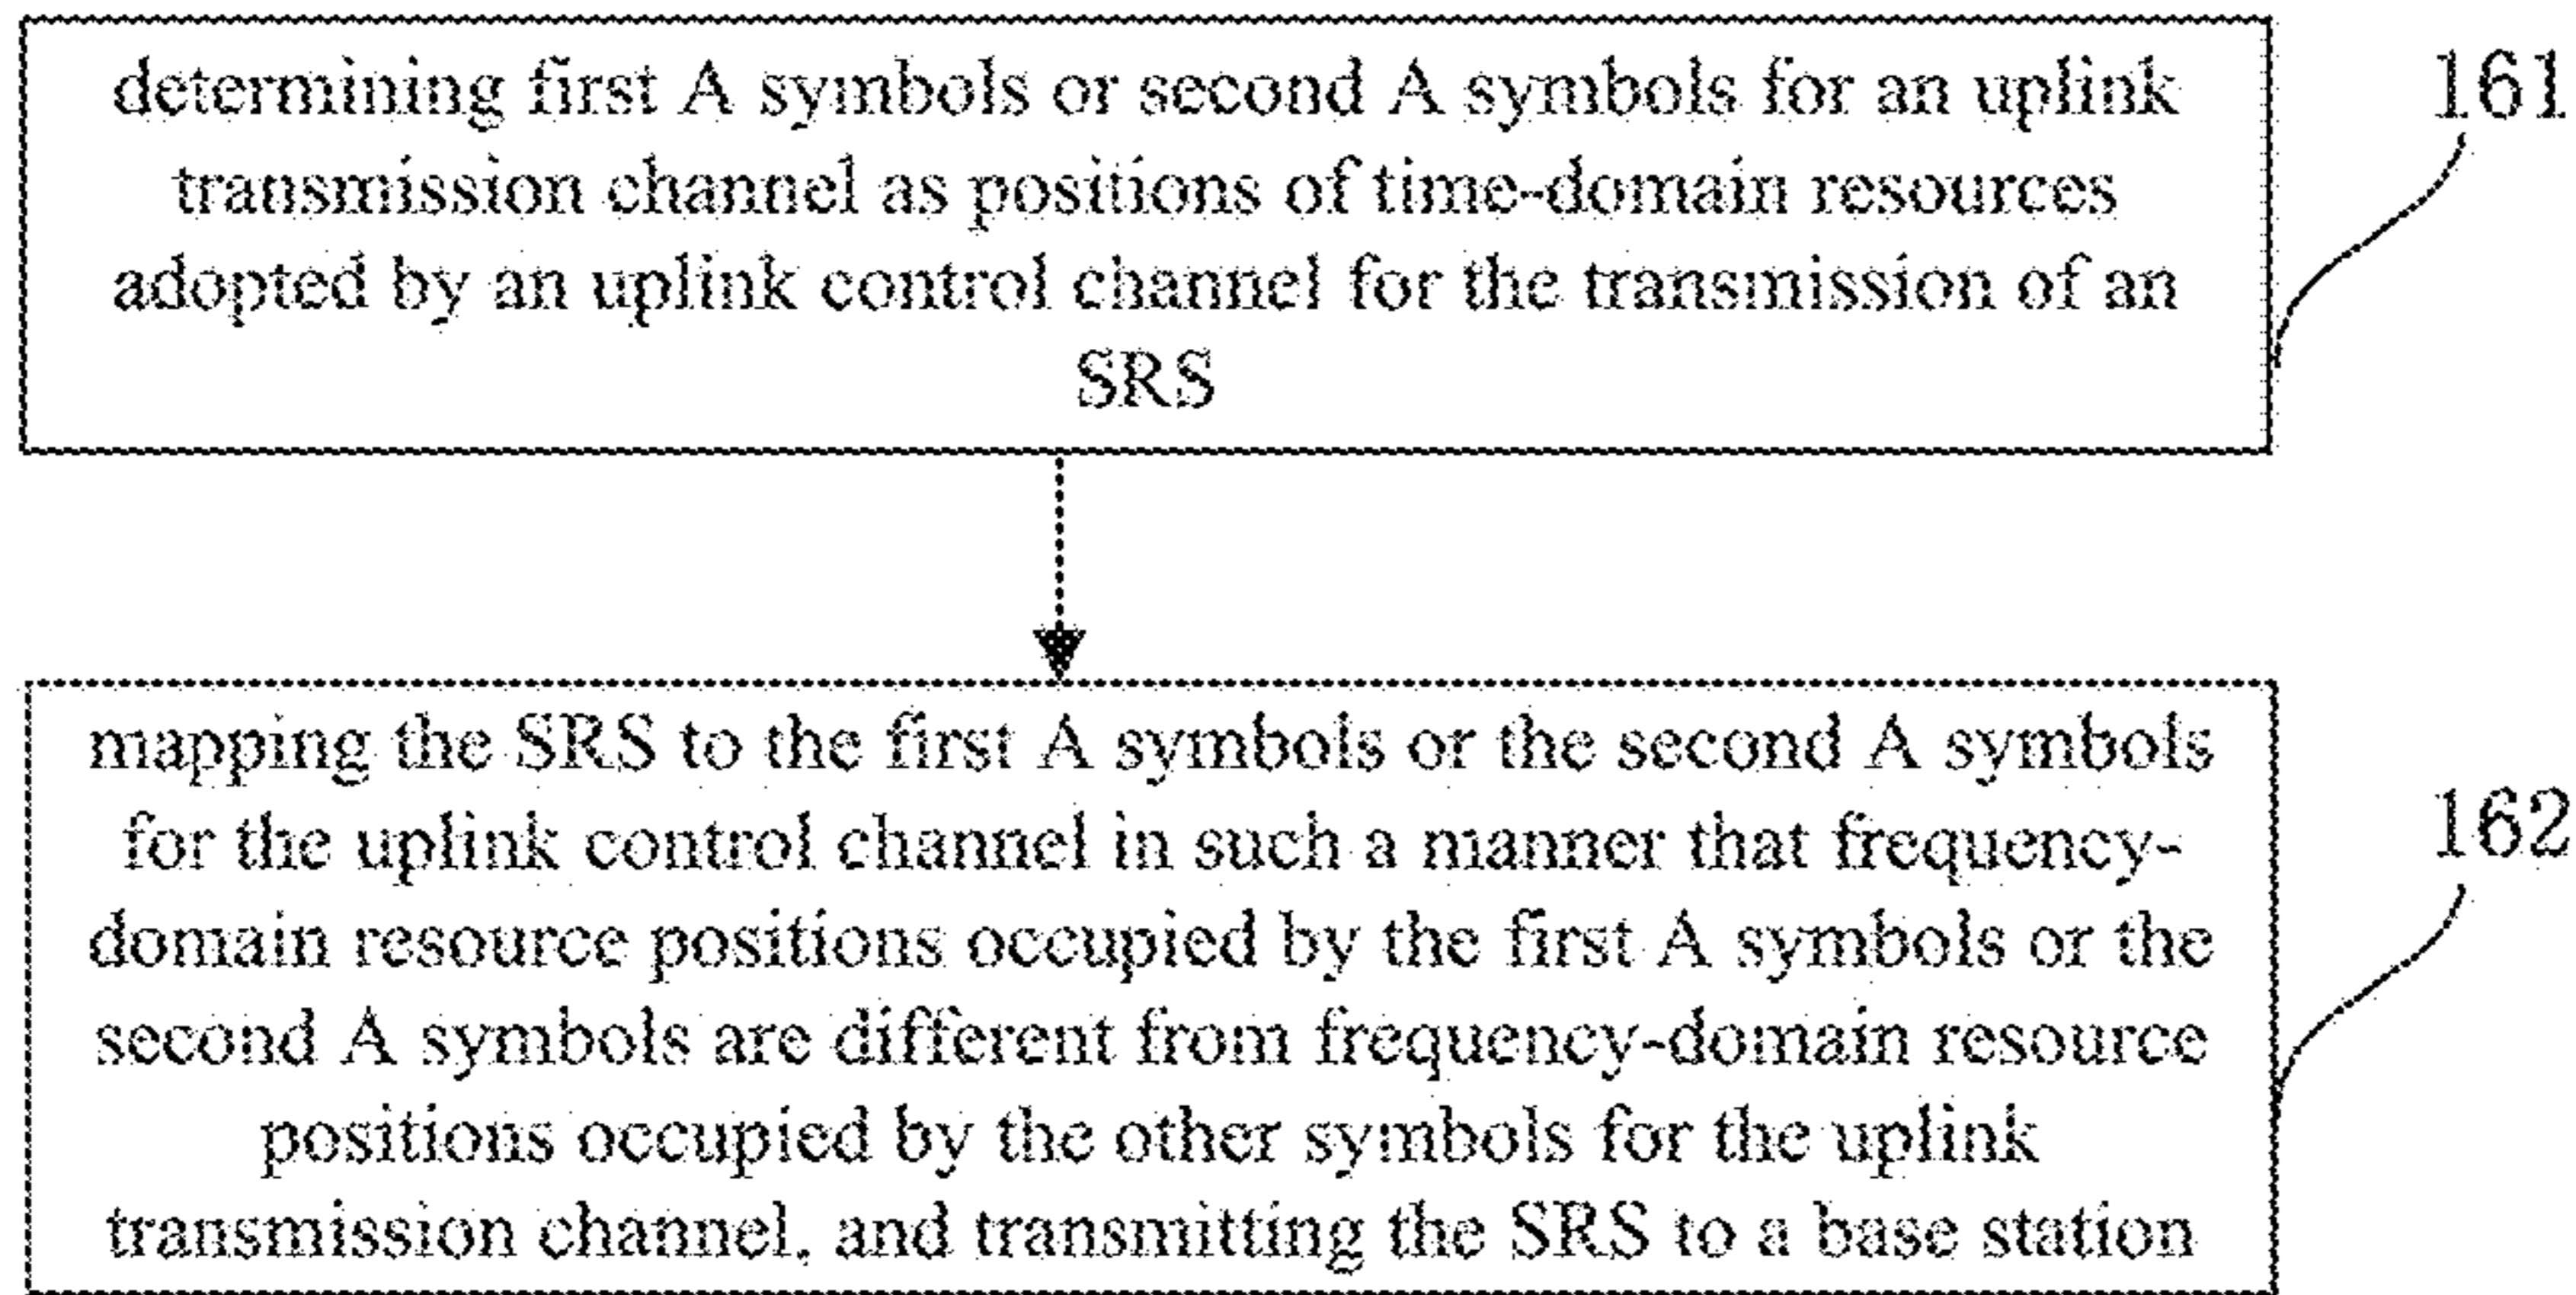 determining first A symbols or second A symbols for an uplink
transmission channel as positions of time-domain resources
adopted by an uplink control channel for the transmission of an
SRS
161
mapping the SRS to the first A symbols or the second A symbols
for the uplink control channel in such a manner that frequency-
domain resource positions occupied by the first A symbols or the
second A symbols are different from frequency-domain resource
positions occupied by the other symbols for the uplink
transmission channel, and transmitting the SRS to a base station
162